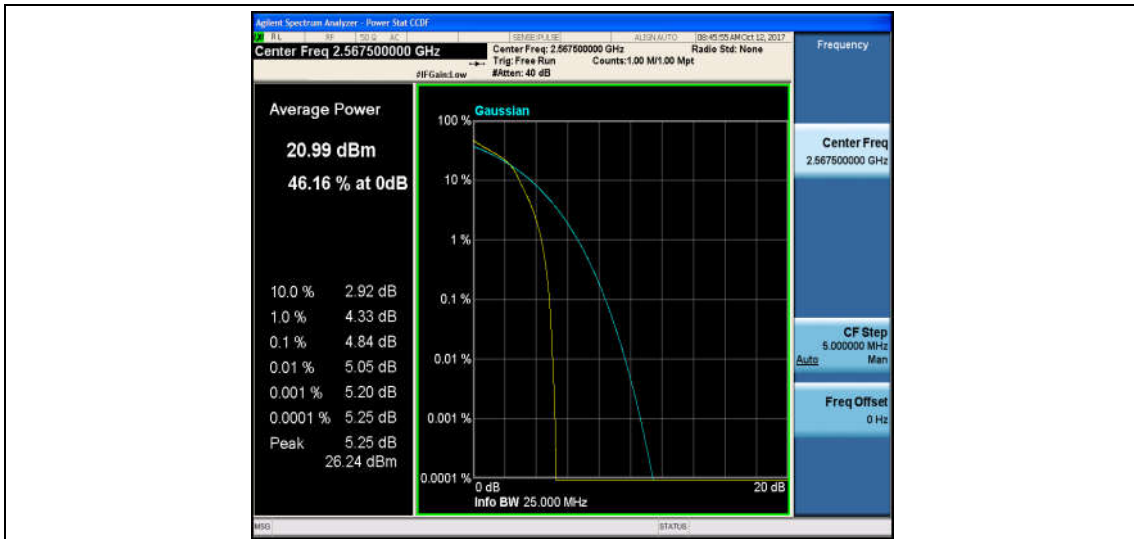 Agilent Spectrum Analyzer - Power Stat CCDF
RL RF 50 Ω AC SENSE:PULSE ALIGN AUTO 08:45:55 AM Oct 12, 2017
Center Freq 2.567500000 GHz
Center Freq: 2.567500000 GHz Radio Std: None
Trig: Free Run Counts:1.00 M/1.00 Mpt
#IFGain:Low #Atten: 40 dB
Frequency
Average Power
20.99 dBm
46.16 % at 0dB
10.0 % 2.92 dB
1.0 % 4.33 dB
0.1 % 4.84 dB
0.01 % 5.05 dB
0.001 % 5.20 dB
0.0001 % 5.25 dB
Peak 5.25 dB
26.24 dBm
Gaussian
100 %
10 %
1 %
0.1 %
0.01 %
0.001 %
0.0001 %
0 dB 20 dB
Info BW 25.000 MHz
Center Freq
2.567500000 GHz
CF Step
5.000000 MHz
Auto Man
Freq Offset
0 Hz
MSG STATUS